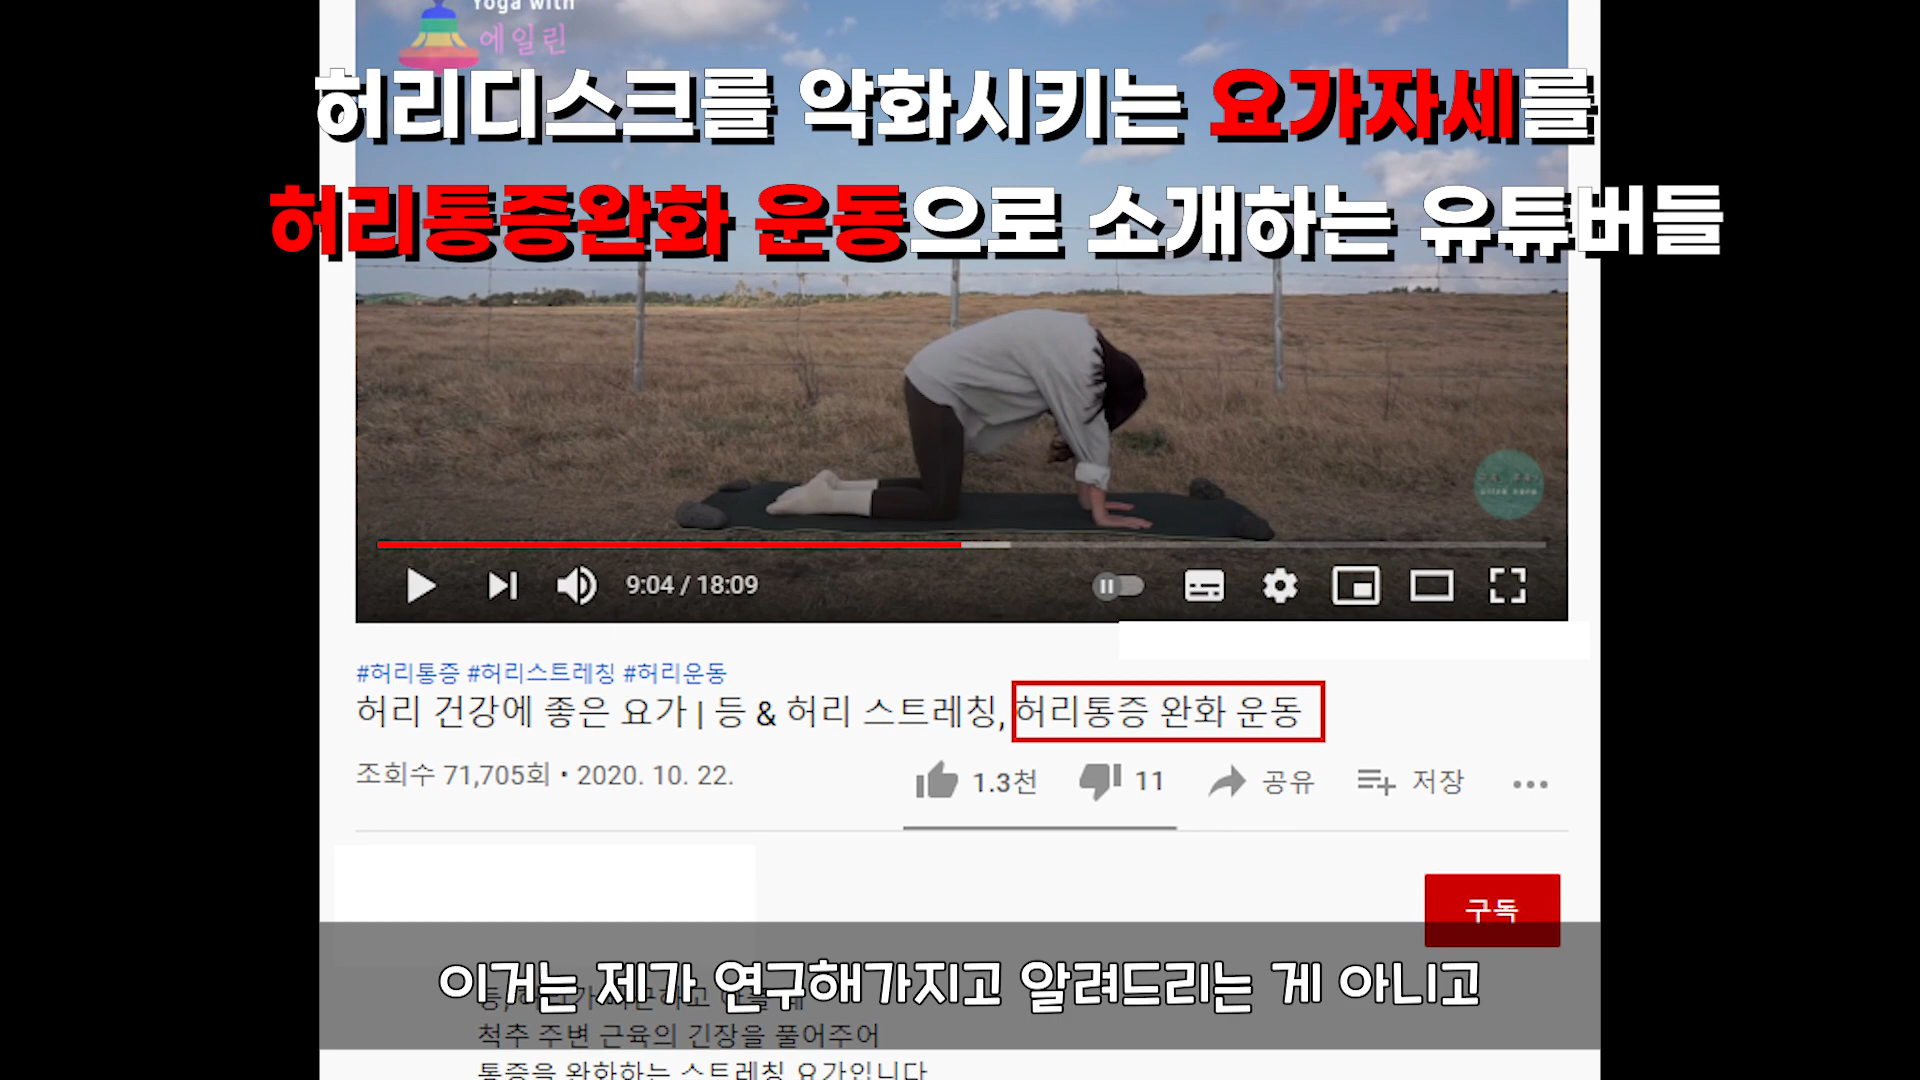 Yoga with
에일린
허리디스크를 악화시키는 요가자세를
허리통증완화 운동으로 소개하는 유튜버들
9:04 / 18:09
#허리통증 #허리스트레칭 #허리운동
허리 건강에 좋은 요가 | 등 & 허리 스트레칭, 허리통증 완화 운동
조회수 71,705회 • 2020. 10. 22.
1.3천
11
공유
저장
구독
이거는 제가 연구해가지고 알려드리는 게 아니고
척추 주변 근육의 긴장을 풀어주어
통증을 완화하는 스트레칭 요가입니다